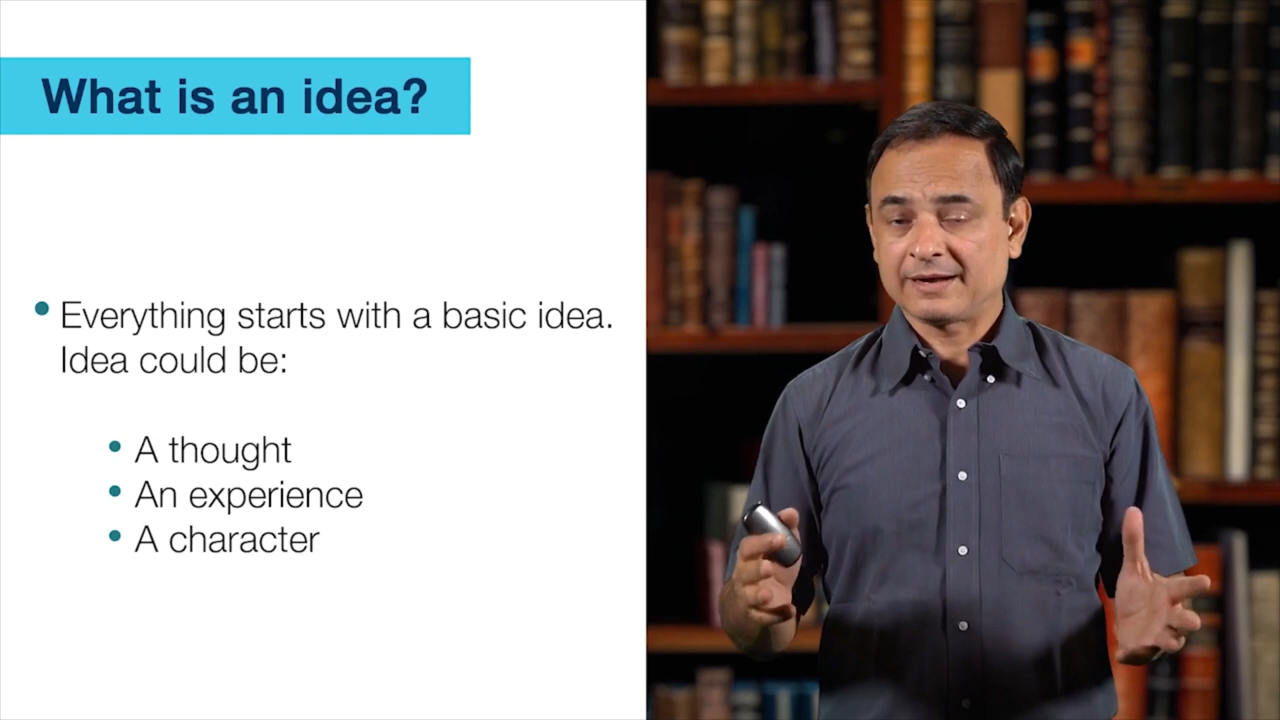 What is an idea?
• Everything starts with a basic idea.
Idea could be:
• A thought
• An experience
• A character